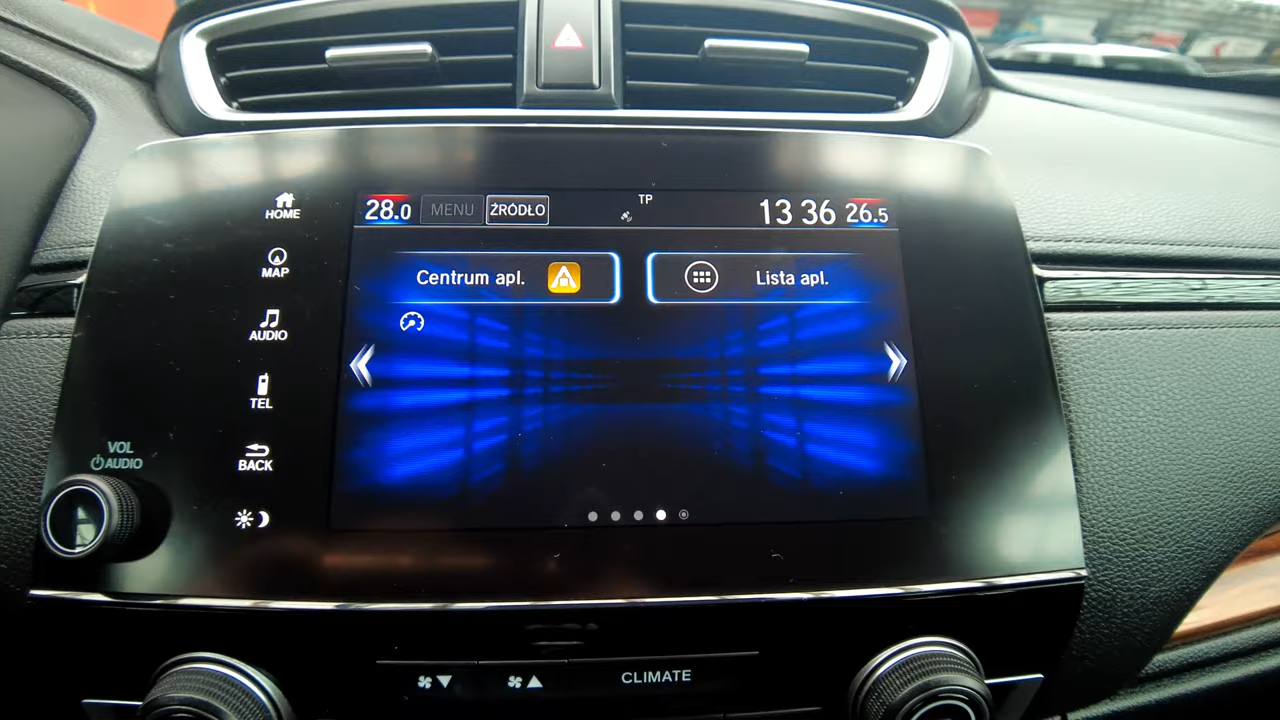 HOME
MAP
AUDIO
TEL
BACK
VOL
AUDIO
28.0 MENU ŹRÓDŁO TP 13 36 26.5
Centrum apl. Lista apl.
CLIMATE